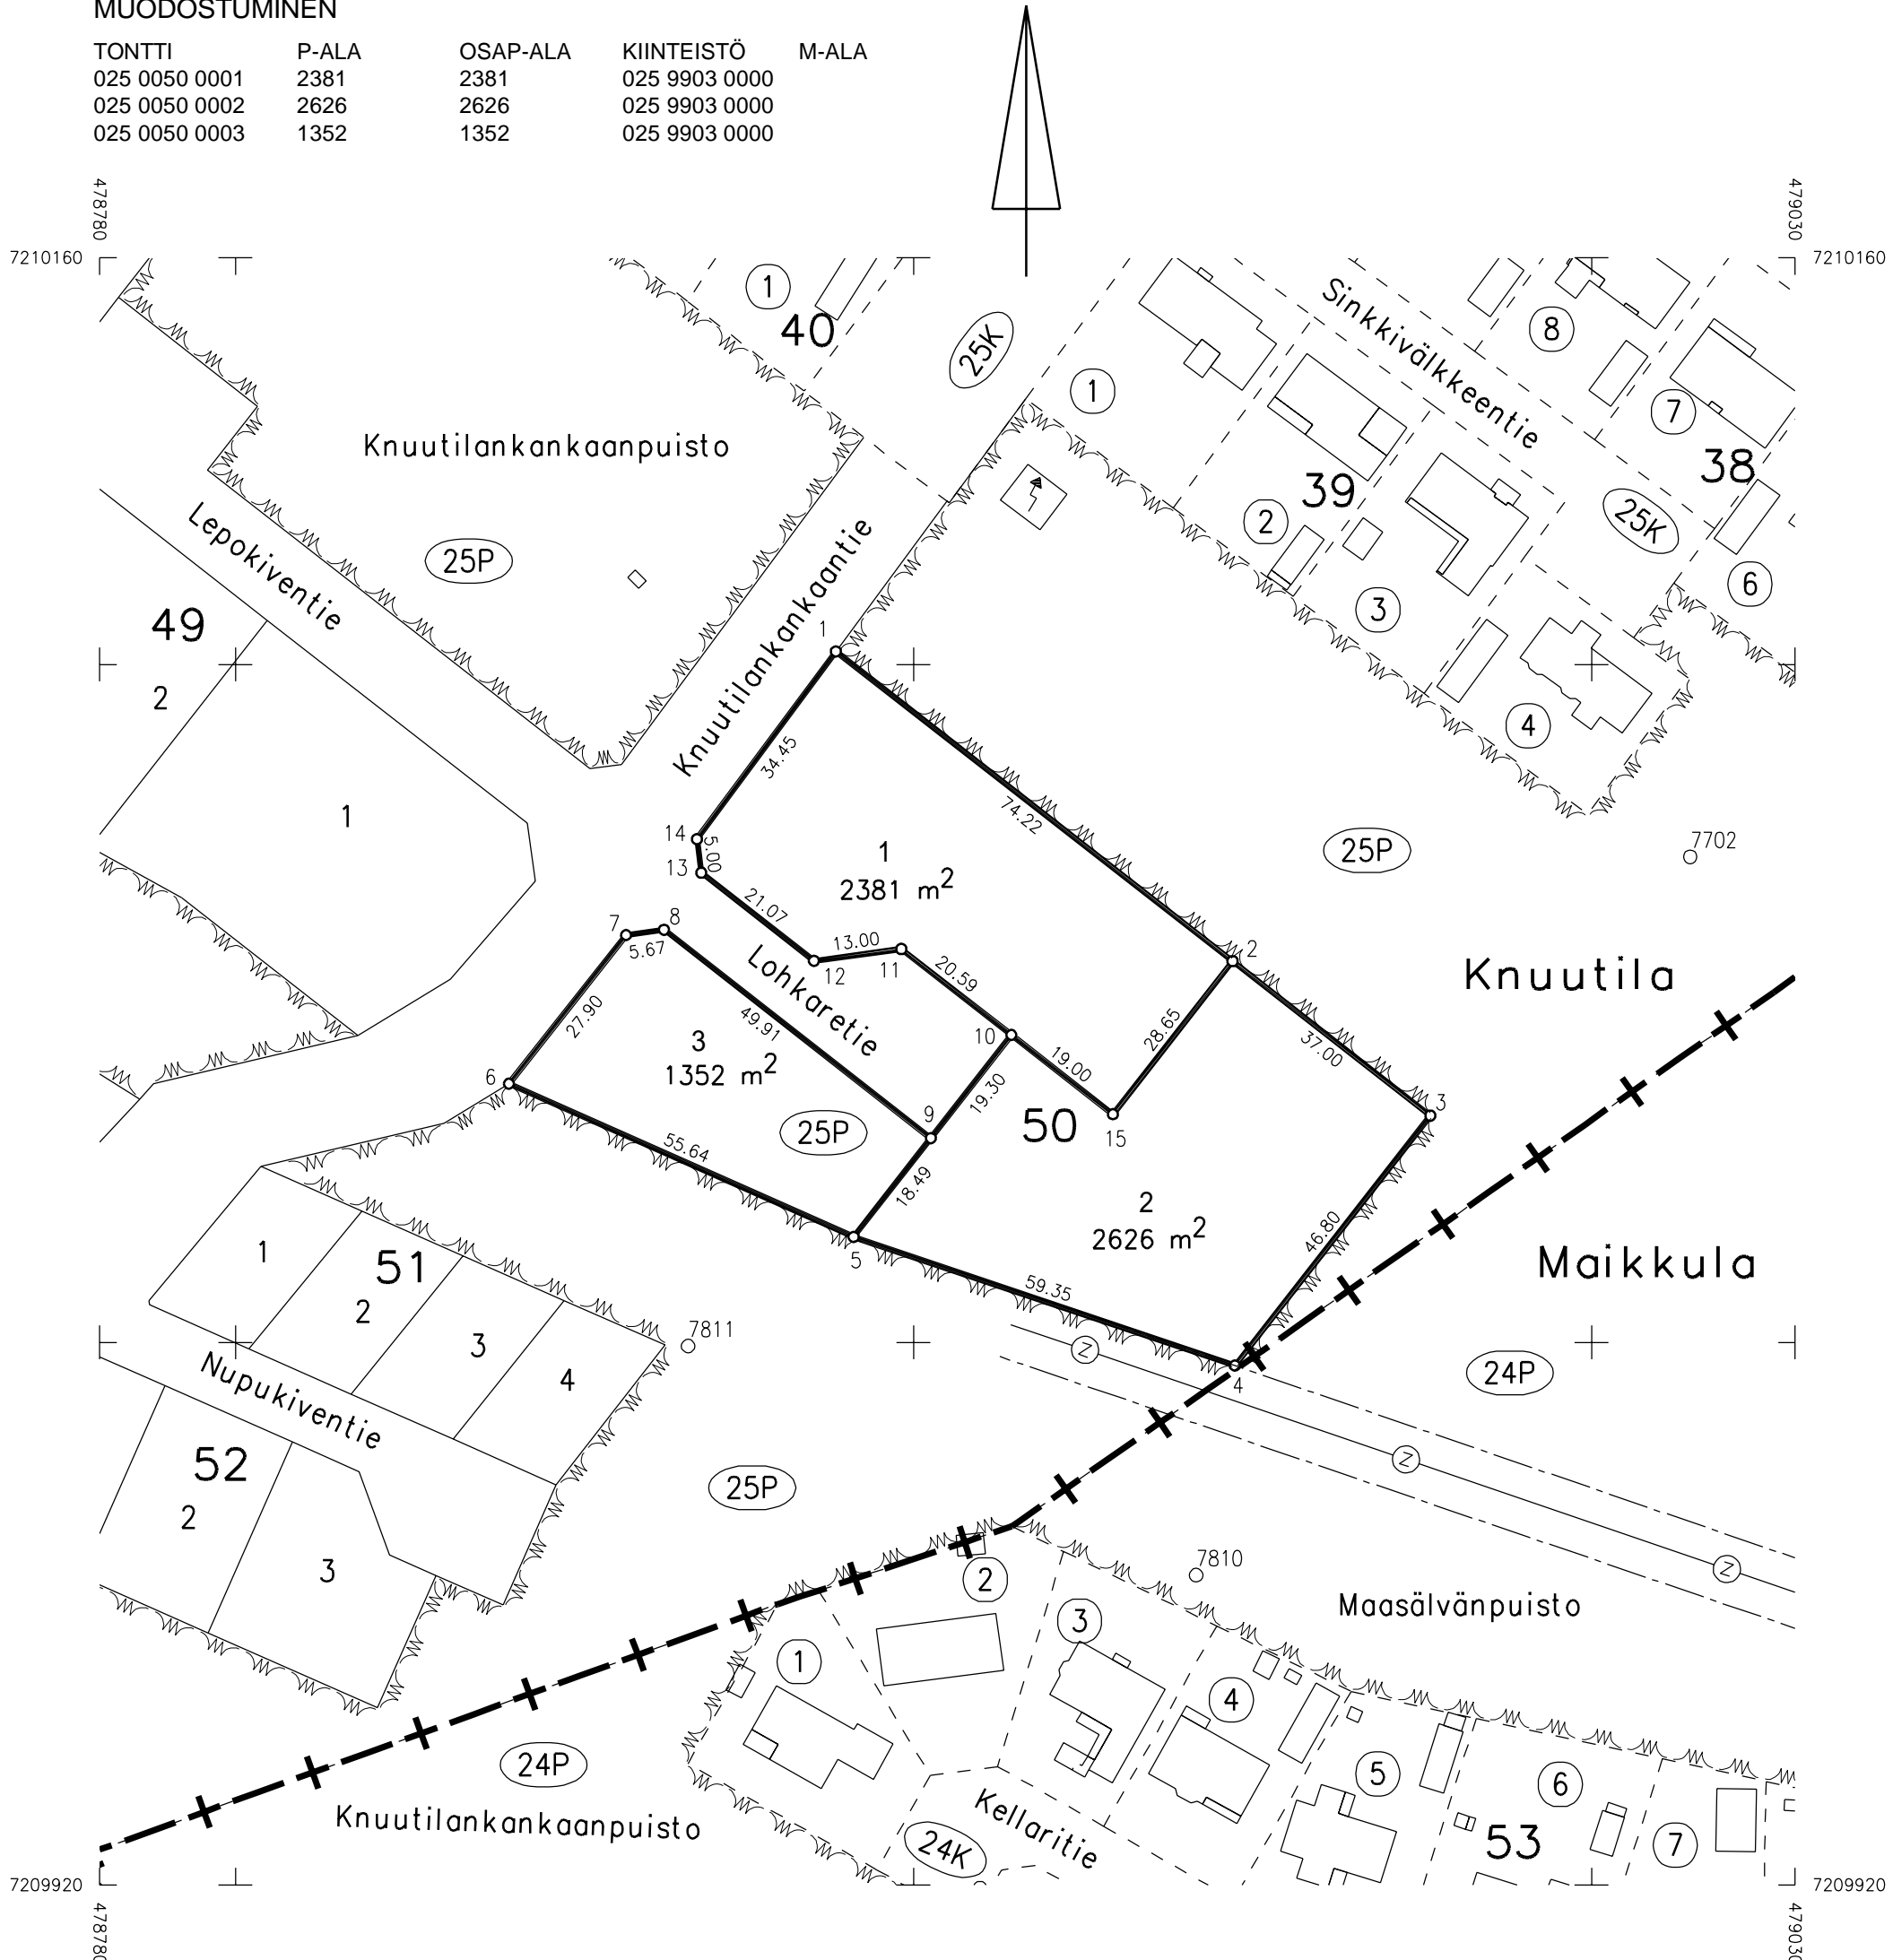 MUODOSTUMINEN
TONTTI P-ALA OSAP-ALA KIINTEISTÖ M-ALA
025 0050 0001 2381 2381 025 9903 0000
025 0050 0002 2626 2626 025 9903 0000
025 0050 0003 1352 1352 025 9903 0000
478780
479030
7210160
7210160
1
40
25K
1
Sinkkivälkkeentie
8
7
38
39
2
25K
6
3
4
Knuutilankankaanpuisto
25P
Lepokiventie
49
2
1
Knuutilankankaantie
1
34.45
74.22
14
5.00
13
1
2381 m2
25P
7702
21.07
7
8
5.67
13.00
12
11
20.59
2
Knuutila
Lohkaretie
27.90
49.91
28.65
37.00
3
1352 m2
10
19.00
6
9
19.30
50
15
3
25P
55.64
18.49
2
2626 m2
46.80
5
59.35
Maikkula
1
51
2
3
4
7811
Z
4
24P
Nupukiventie
Z
52
2
3
25P
2
7810
Z
Maasälvänpuisto
3
1
4
24P
5
6
Knuutilankankaanpuisto
Kellaritie
24K
53
7
7209920
7209920
478780
479030